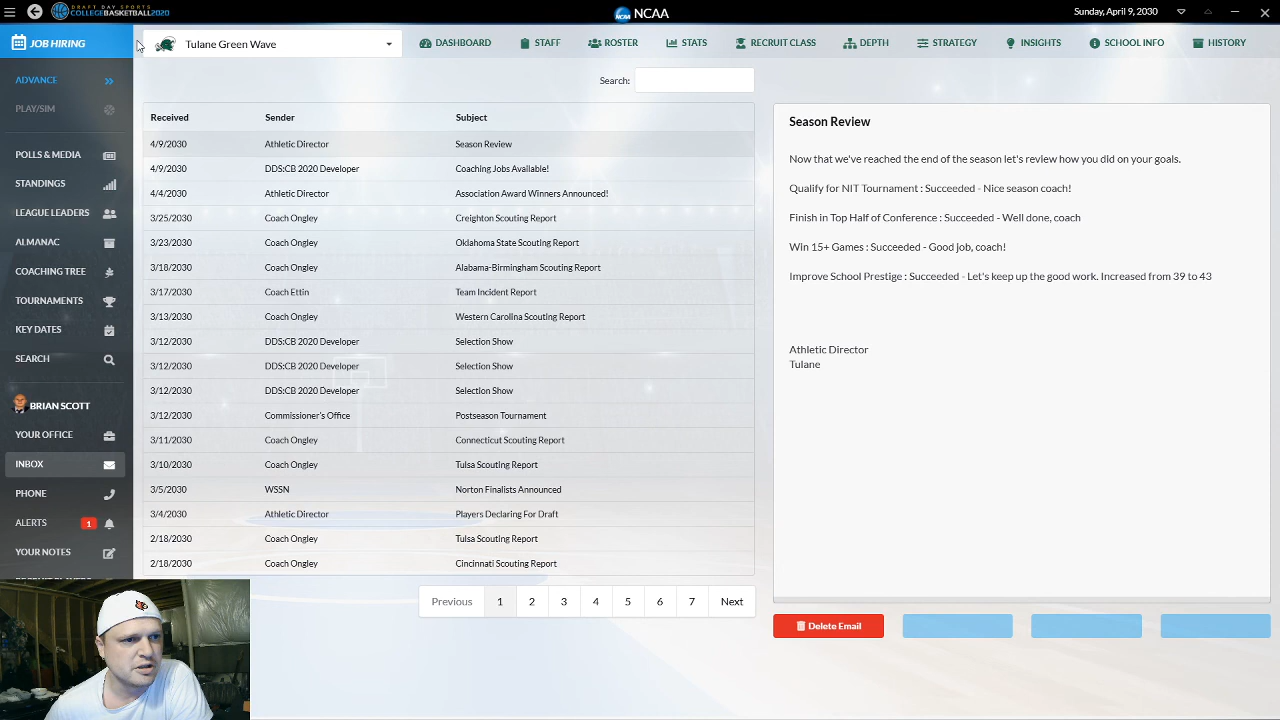 DRAFT DAY SPORTS
COLLEGE BASKETBALL 2020
NCAA
Sunday, April 9, 2030
JOB HIRING
Tulane Green Wave
DASHBOARD
STAFF
ROSTER
STATS
RECRUIT CLASS
DEPTH
STRATEGY
INSIGHTS
SCHOOL INFO
HISTORY
ADVANCE
PLAY/SIM
POLLS & MEDIA
STANDINGS
LEAGUE LEADERS
ALMANAC
COACHING TREE
TOURNAMENTS
KEY DATES
SEARCH
BRIAN SCOTT
YOUR OFFICE
INBOX
PHONE
ALERTS 1
YOUR NOTES
Search:
Received Sender Subject
4/9/2030 Athletic Director Season Review
4/9/2030 DDS:CB 2020 Developer Coaching Jobs Available!
4/4/2030 Athletic Director Association Award Winners Announced!
3/25/2030 Coach Ongley Creighton Scouting Report
3/23/2030 Coach Ongley Oklahoma State Scouting Report
3/18/2030 Coach Ongley Alabama-Birmingham Scouting Report
3/17/2030 Coach Ettin Team Incident Report
3/13/2030 Coach Ongley Western Carolina Scouting Report
3/12/2030 DDS:CB 2020 Developer Selection Show
3/12/2030 DDS:CB 2020 Developer Selection Show
3/12/2030 DDS:CB 2020 Developer Selection Show
3/12/2030 Commissioner's Office Postseason Tournament
3/11/2030 Coach Ongley Connecticut Scouting Report
3/10/2030 Coach Ongley Tulsa Scouting Report
3/5/2030 WSSN Norton Finalists Announced
3/4/2030 Athletic Director Players Declaring For Draft
2/18/2030 Coach Ongley Tulsa Scouting Report
2/18/2030 Coach Ongley Cincinnati Scouting Report
Previous 1 2 3 4 5 6 7 Next
Season Review
Now that we've reached the end of the season let's review how you did on your goals.
Qualify for NIT Tournament : Succeeded - Nice season coach!
Finish in Top Half of Conference : Succeeded - Well done, coach
Win 15+ Games : Succeeded - Good job, coach!
Improve School Prestige : Succeeded - Let's keep up the good work. Increased from 39 to 43
Athletic Director
Tulane
Delete Email